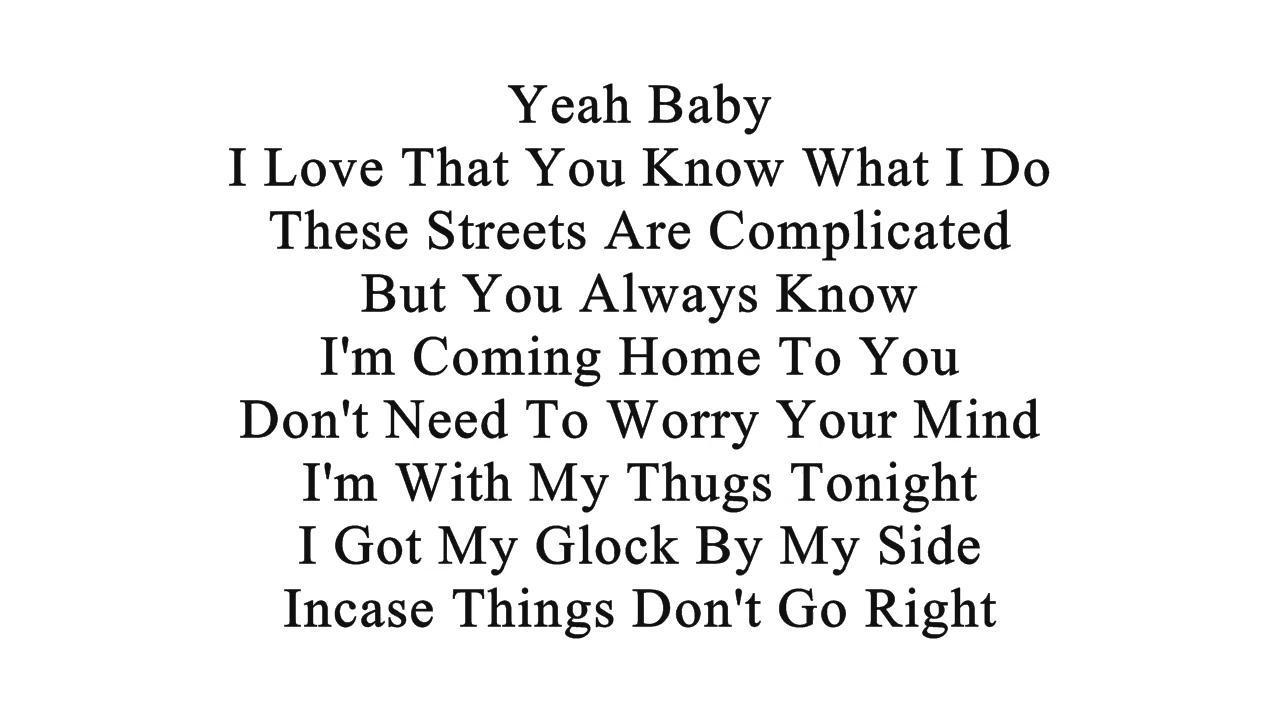 Yeah Baby
I Love That You Know What I Do
These Streets Are Complicated
But You Always Know
I'm Coming Home To You
Don't Need To Worry Your Mind
I'm With My Thugs Tonight
I Got My Glock By My Side
Incase Things Don't Go Right